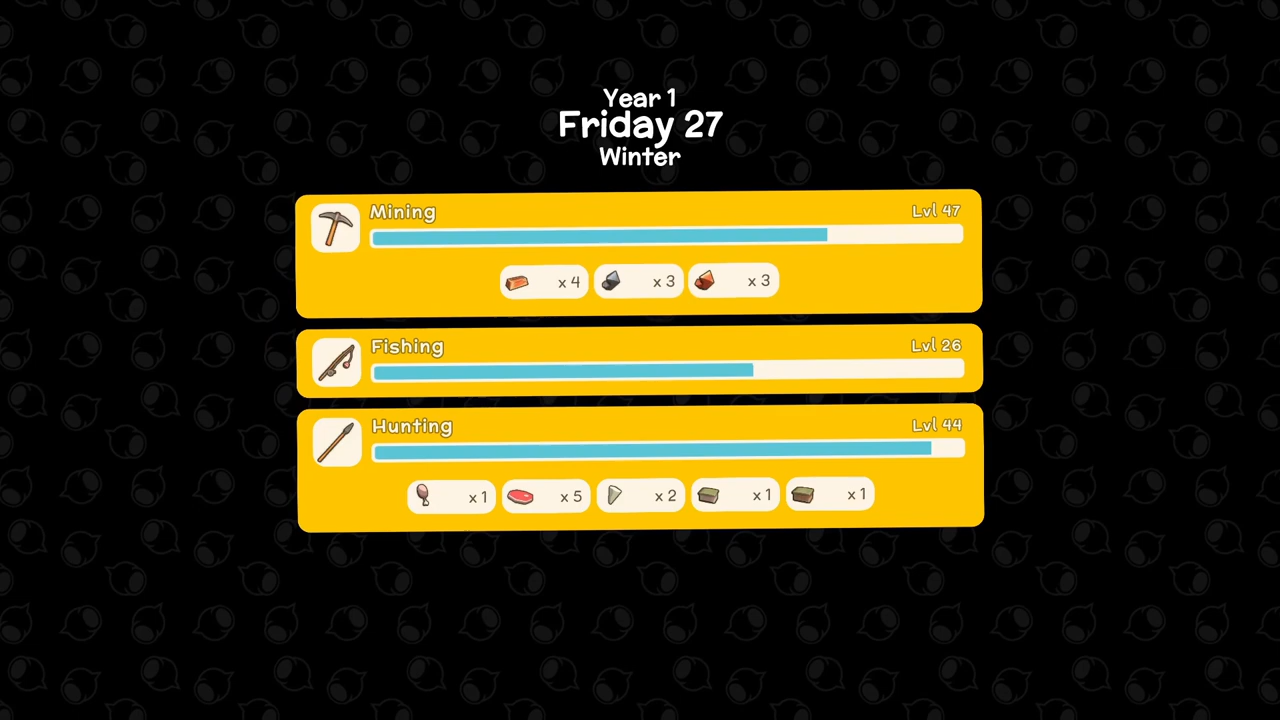 Year 1
Friday 27
Winter
Mining Lvl 47
x 4 x 3 x 3
Fishing Lvl 26
Hunting Lvl 44
x 1 x 5 x 2 x 1 x 1